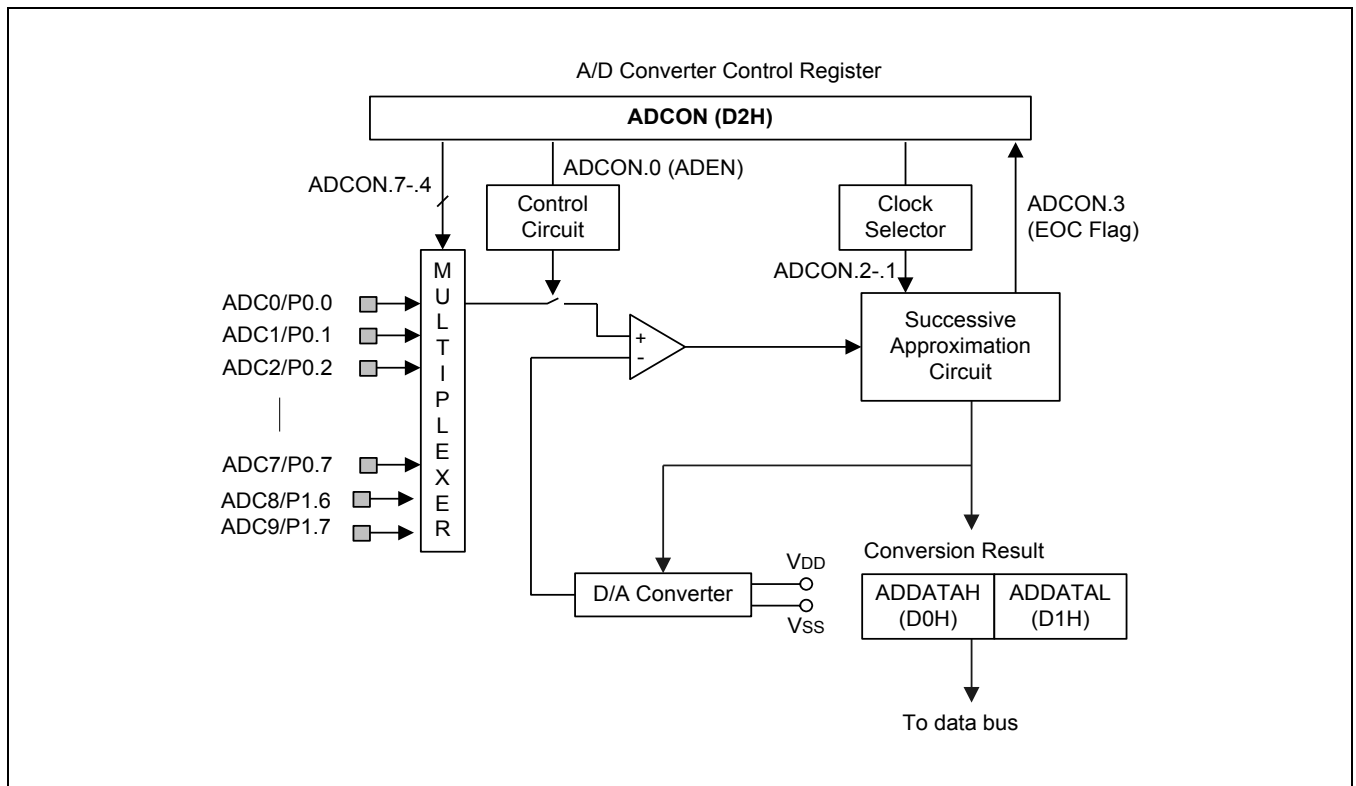 A/D Converter Control Register
ADCON (D2H)
ADCON.7-.4
ADCON.0 (ADEN)
Control
Circuit
Clock
Selector
ADCON.3
(EOC Flag)
ADCON.2-.1
MULTIPLEXER
ADC0/P0.0
ADC1/P0.1
ADC2/P0.2
ADC7/P0.7
ADC8/P1.6
ADC9/P1.7
+
-
Successive
Approximation
Circuit
D/A Converter
VDD
VSS
Conversion Result
ADDATAH
(D0H)
ADDATAL
(D1H)
To data bus